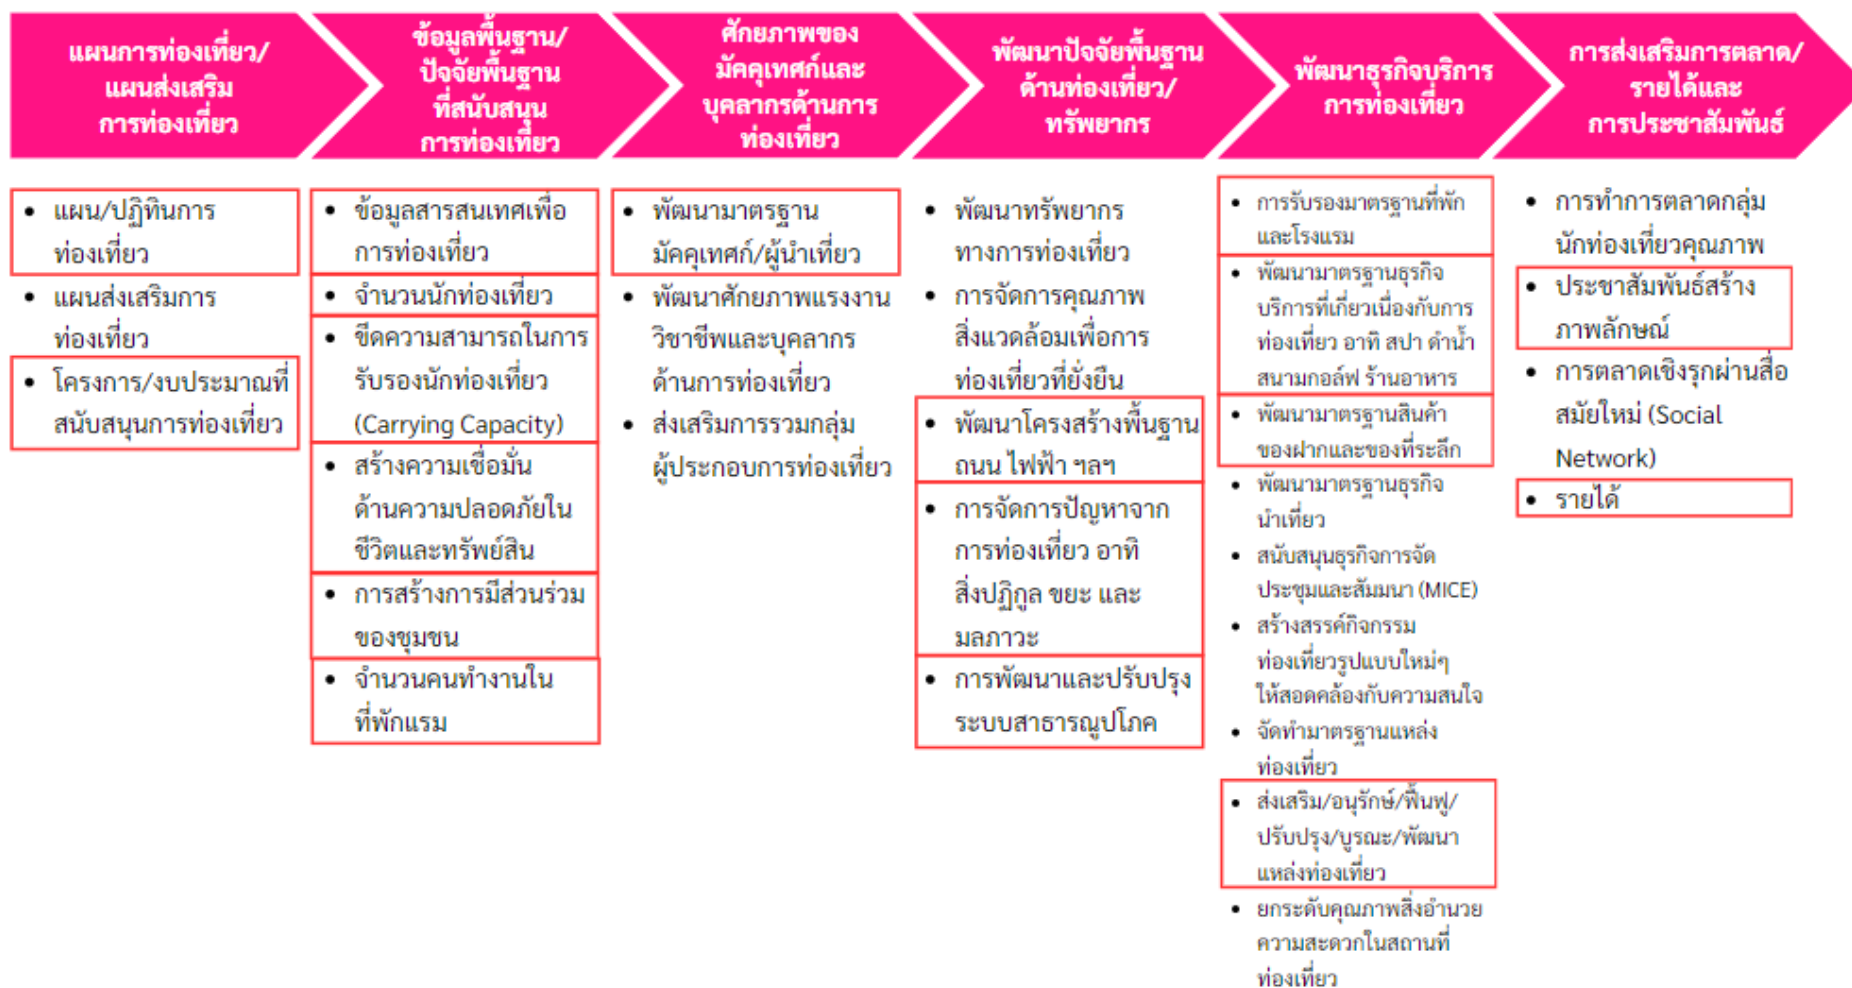 แผนการท่องเที่ยว/
แผนส่งเสริม
การท่องเที่ยว
ข้อมูลพื้นฐาน/
ปัจจัยพื้นฐาน
ที่สนับสนุน
การท่องเที่ยว
ศักยภาพของ
มัคคุเทศก์และ
บุคลากรด้านการ
ท่องเที่ยว
พัฒนาปัจจัยพื้นฐาน
ด้านท่องเที่ยว/
ทรัพยากร
พัฒนาธุรกิจบริการ
การท่องเที่ยว
การส่งเสริมการตลาด/
รายได้และ
การประชาสัมพันธ์
• แผน/ปฏิทินการ
ท่องเที่ยว
• แผนส่งเสริมการ
ท่องเที่ยว
• โครงการ/งบประมาณที่
สนับสนุนการท่องเที่ยว
• ข้อมูลสารสนเทศเพื่อ
การท่องเที่ยว
• จำนวนนักท่องเที่ยว
• ขีดความสามารถในการ
รับรองนักท่องเที่ยว
(Carrying Capacity)
• สร้างความเชื่อมั่น
ด้านความปลอดภัยใน
ชีวิตและทรัพย์สิน
• การสร้างการมีส่วนร่วม
ของชุมชน
• จำนวนคนทำงานใน
ที่พักแรม
• พัฒนามาตรฐาน
มัคคุเทศก์/ผู้นำเที่ยว
• พัฒนาศักยภาพแรงงาน
วิชาชีพและบุคลากร
ด้านการท่องเที่ยว
• ส่งเสริมการรวมกลุ่ม
ผู้ประกอบการท่องเที่ยว
• พัฒนาทรัพยากร
ทางการท่องเที่ยว
• การจัดการคุณภาพ
สิ่งแวดล้อมเพื่อการ
ท่องเที่ยวที่ยั่งยืน
• พัฒนาโครงสร้างพื้นฐาน
ถนน ไฟฟ้า ฯลฯ
• การจัดการปัญหาจาก
การท่องเที่ยว อาทิ
สิ่งปฏิกูล ขยะ และ
มลภาวะ
• การพัฒนาและปรับปรุง
ระบบสาธารณูปโภค
• การรับรองมาตรฐานที่พัก
และโรงแรม
• พัฒนามาตรฐานธุรกิจ
บริการที่เกี่ยวเนื่องกับการ
ท่องเที่ยว อาทิ สปา ดำน้ำ
สนามกอล์ฟ ร้านอาหาร
• พัฒนามาตรฐานสินค้า
ของฝากและของที่ระลึก
• พัฒนามาตรฐานธุรกิจ
นำเที่ยว
• สนับสนุนธุรกิจการจัด
ประชุมและสัมมนา (MICE)
• สร้างสรรค์กิจกรรม
ท่องเที่ยวรูปแบบใหม่ๆ
ให้สอดคล้องกับความสนใจ
• จัดทำมาตรฐานแหล่ง
ท่องเที่ยว
• ส่งเสริม/อนุรักษ์/ฟื้นฟู/
ปรับปรุง/บูรณะ/พัฒนา
แหล่งท่องเที่ยว
• ยกระดับคุณภาพสิ่งอำนวย
ความสะดวกในสถานที่
ท่องเที่ยว
• การทำการตลาดกลุ่ม
นักท่องเที่ยวคุณภาพ
• ประชาสัมพันธ์สร้าง
ภาพลักษณ์
• การตลาดเชิงรุกผ่านสื่อ
สมัยใหม่ (Social
Network)
• รายได้